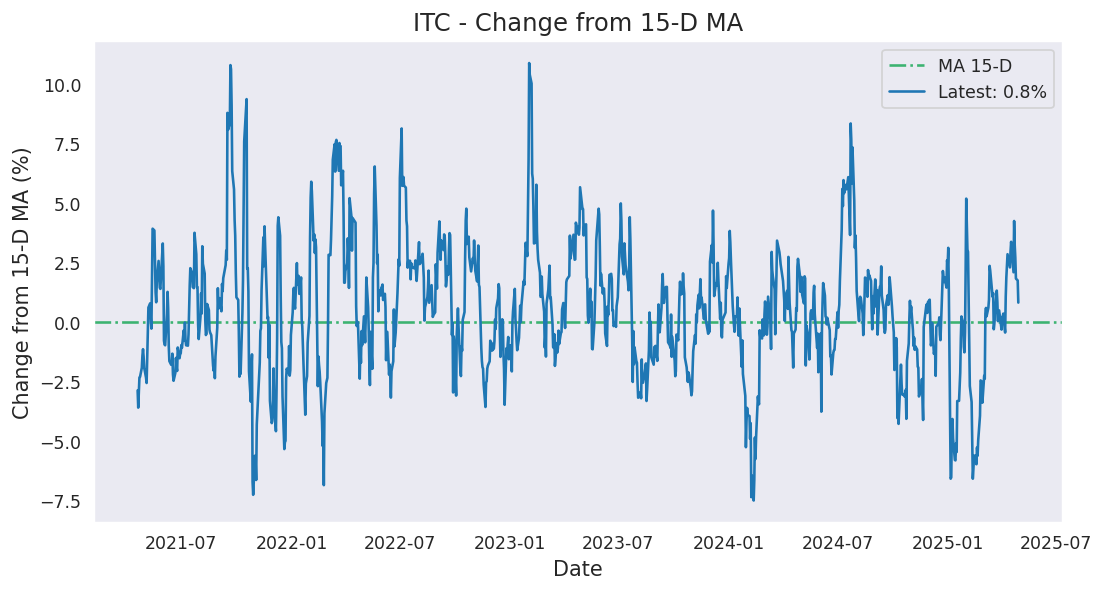 ITC - Change from 15-D MA
MA 15-D
Latest: 0.8%
Change from 15-D MA (%)
10.0
7.5
5.0
2.5
0.0
−2.5
−5.0
−7.5
2021-07 2022-01 2022-07 2023-01 2023-07 2024-01 2024-07 2025-01 2025-07
Date